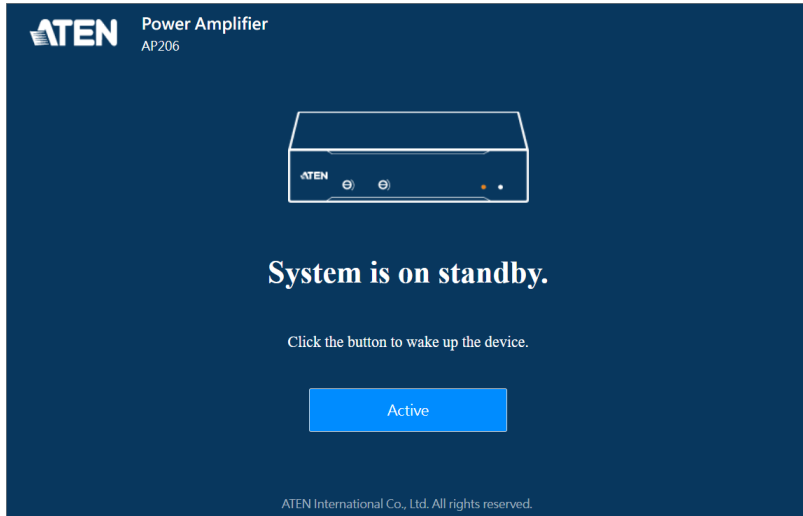 ATEN
Power Amplifier
AP206
ATEN
System is on standby.
Click the button to wake up the device.
Active
ATEN International Co., Ltd. All rights reserved.